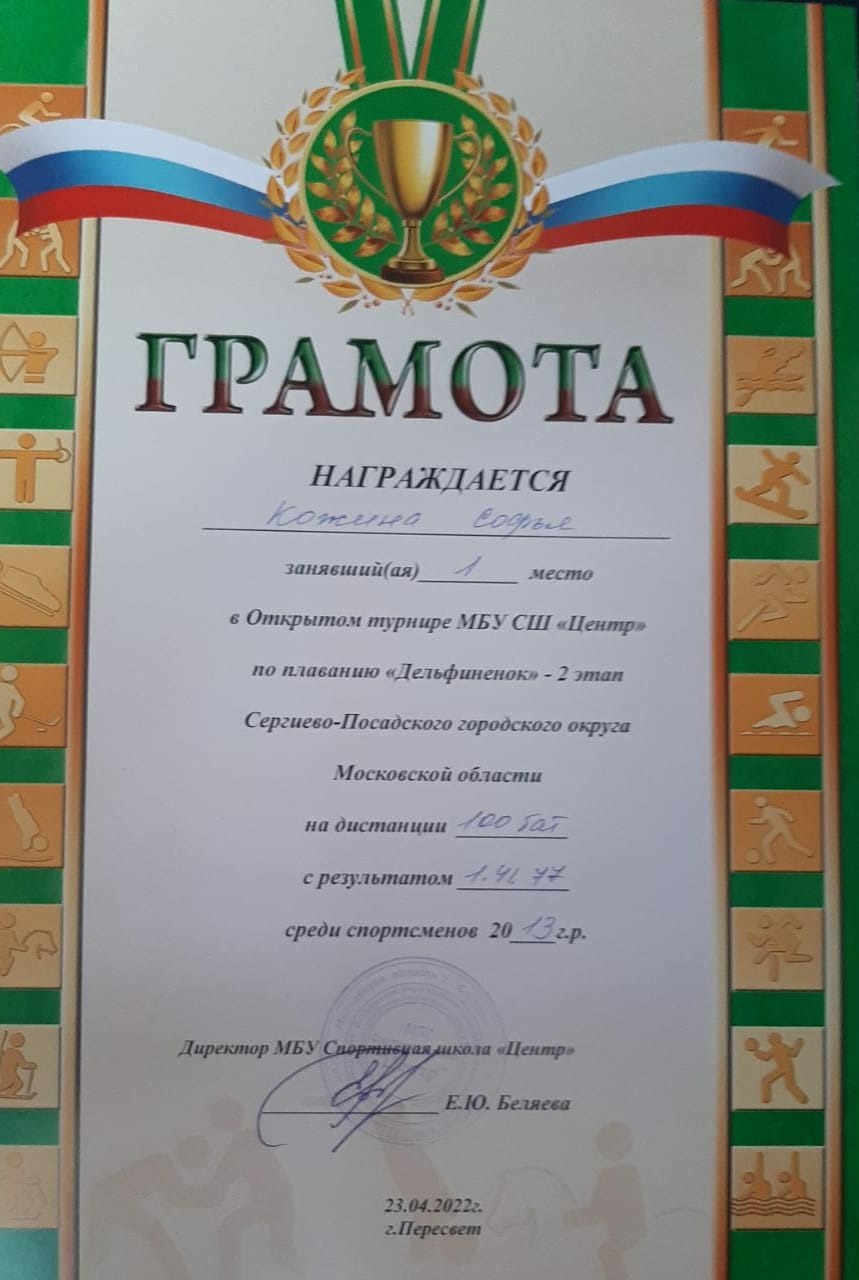 ГРАМОТА
НАГРАЖДАЕТСЯ
Кожина Софья
занявший(ая) 1 место
в Открытом турнире МБУ СШ «Центр»
по плаванию «Дельфиненок» - 2 этап
Сергиево-Посадского городского округа
Московской области
на дистанции 100 бат
с результатом 1.41 77
среди спортсменов 2013г.р.
Директор МБУ Спортивная школа «Центр»
Е.Ю. Беляева
23.04.2022г.
г.Пересвет